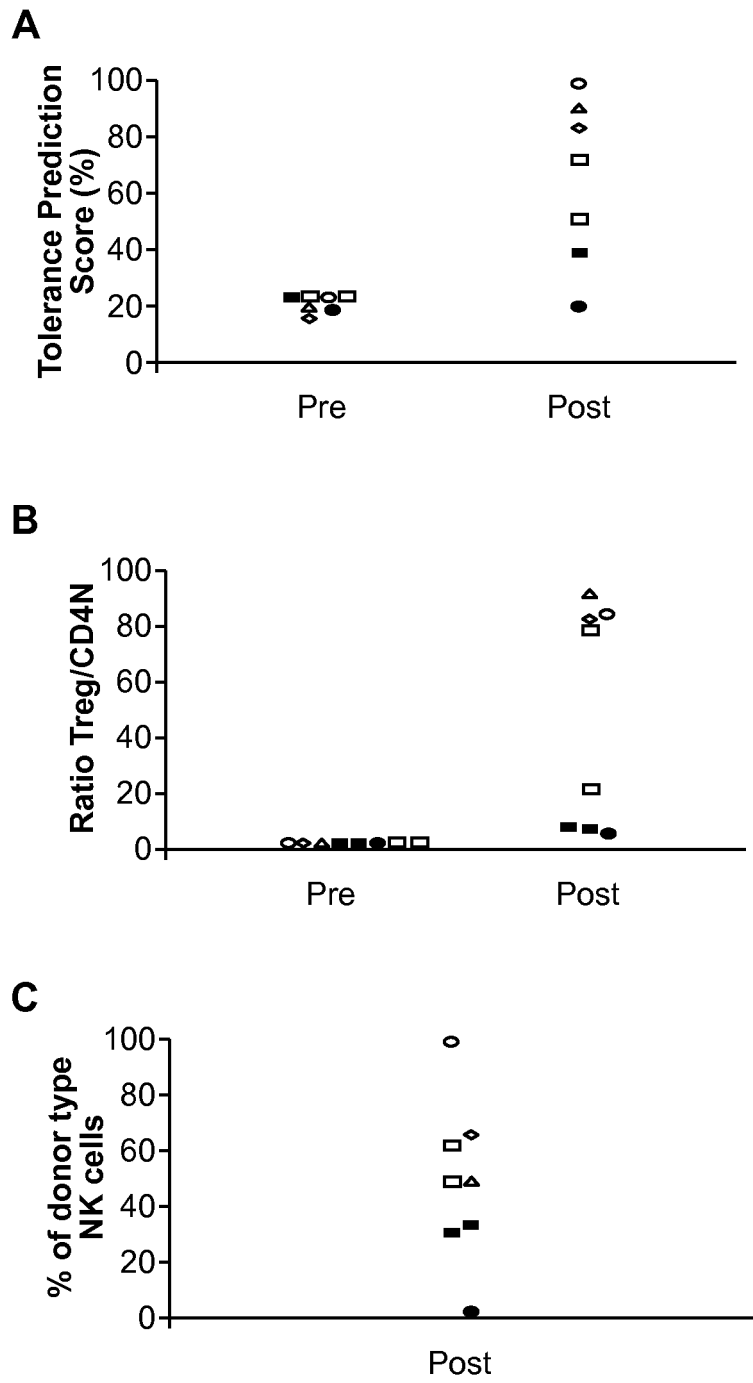 A
Tolerance Prediction
Score (%)
100
80
60
40
20
0
Pre Post
B
Ratio Treg/CD4N
100
80
60
40
20
0
Pre Post
C
% of donor type
NK cells
100
80
60
40
20
0
Post